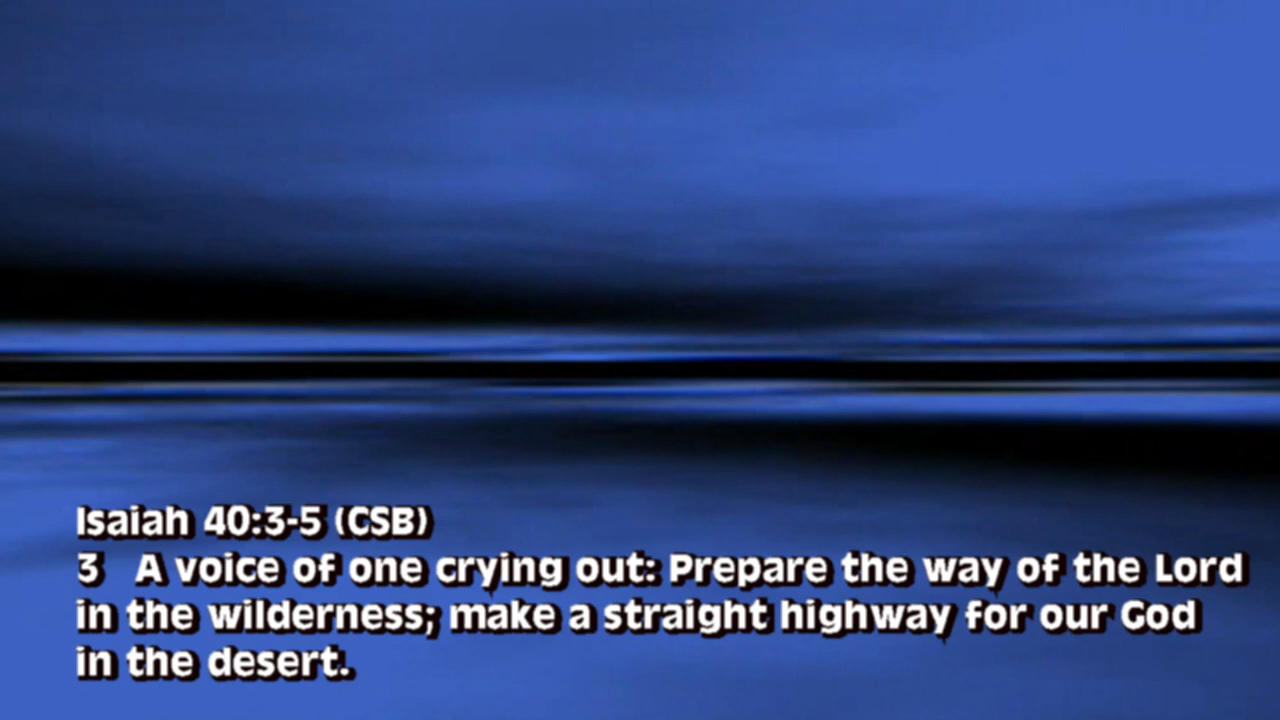 Isaiah 40:3-5 (CSB)
3 A voice of one crying out: Prepare the way of the Lord
in the wilderness; make a straight highway for our God
in the desert.